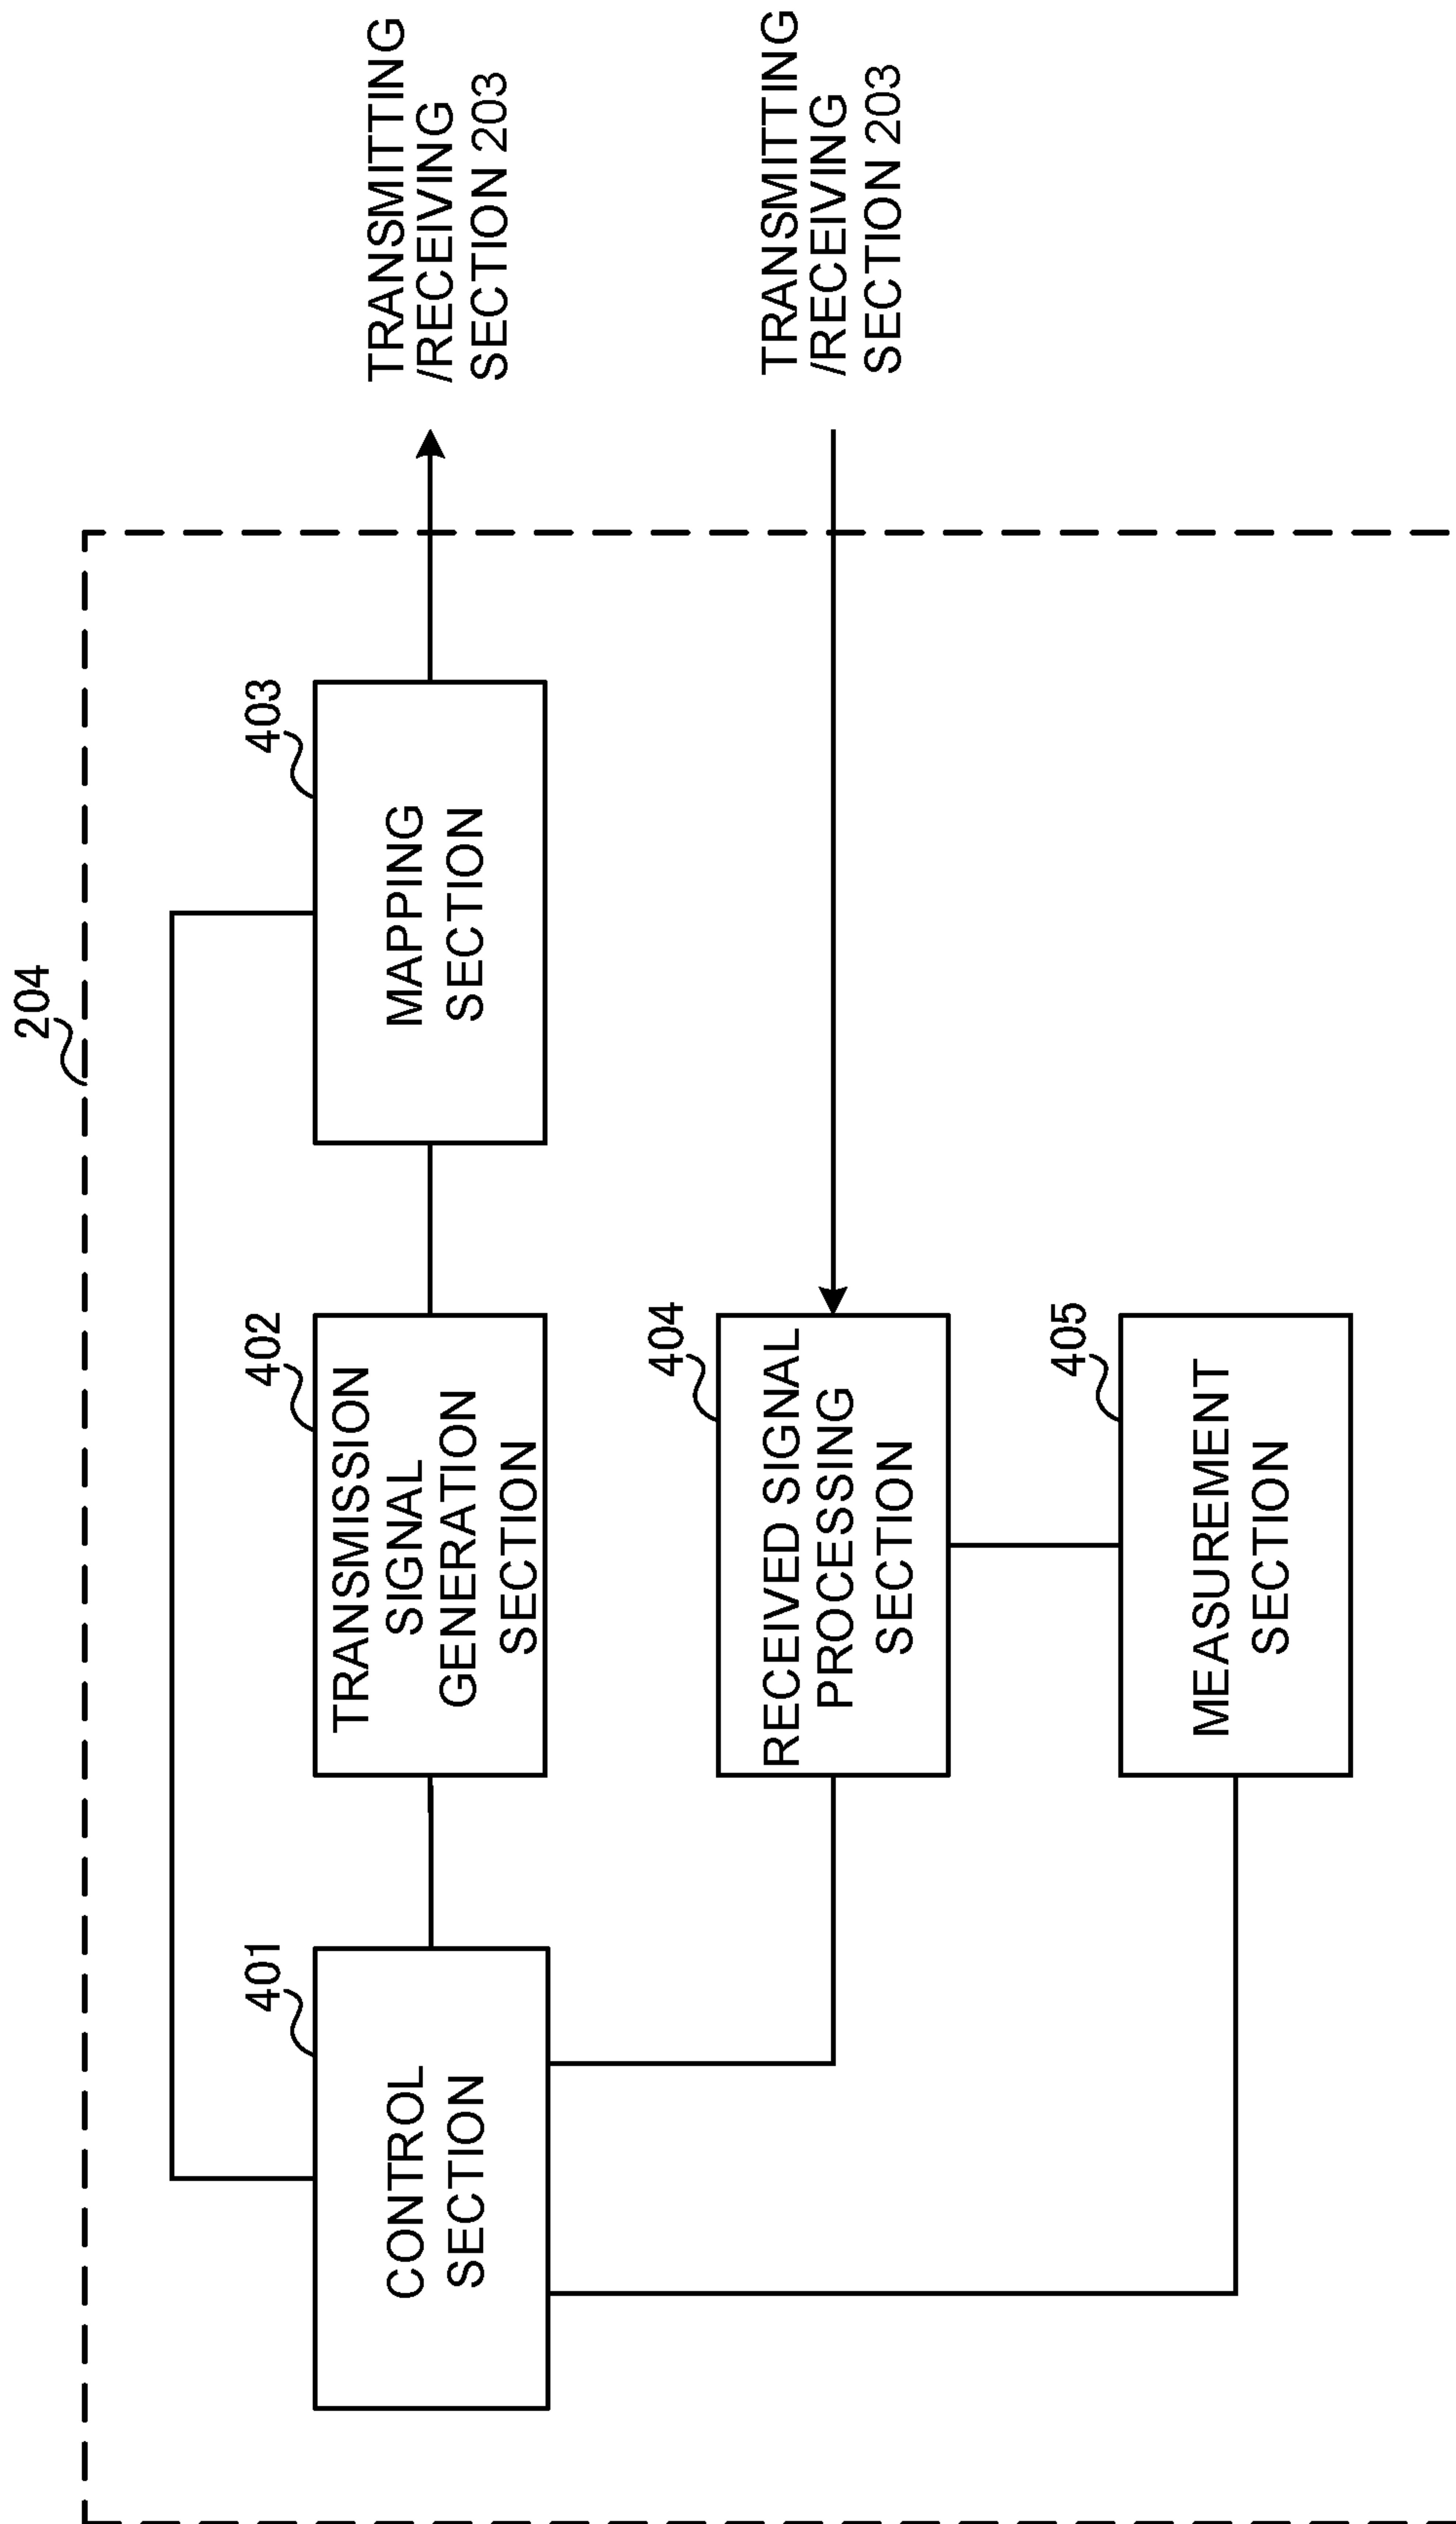 204
401
CONTROL
SECTION
402
TRANSMISSION
SIGNAL
GENERATION
SECTION
403
MAPPING
SECTION
TRANSMITTING
/RECEIVING
SECTION 203
404
RECEIVED SIGNAL
PROCESSING
SECTION
TRANSMITTING
/RECEIVING
SECTION 203
405
MEASUREMENT
SECTION